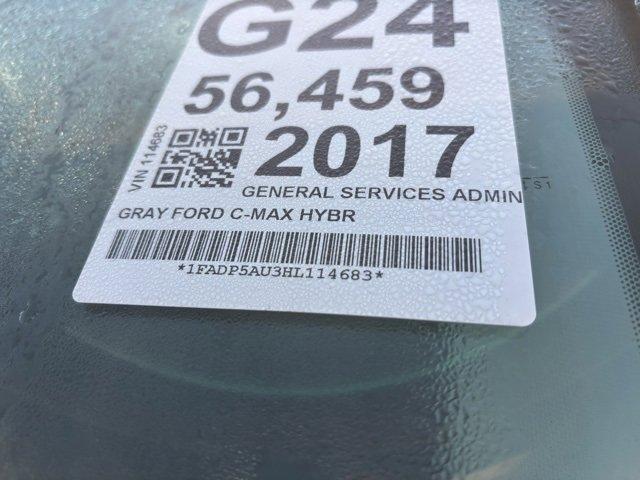 G24
56,459
2017
VIN 114683
GENERAL SERVICES ADMIN
GRAY FORD C-MAX HYBR
*1FADP5AU3HL114683*